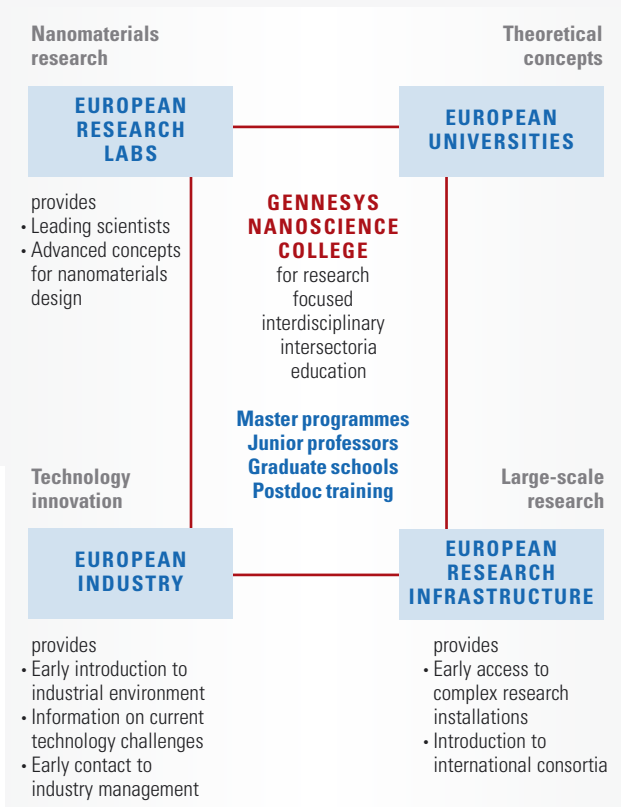 Nanomaterials
research
Theoretical
concepts
EUROPEAN
RESEARCH
LABS
EUROPEAN
UNIVERSITIES
provides
• Leading scientists
• Advanced concepts
for nanomaterials
design
GENNESYS
NANOSCIENCE
COLLEGE
for research
focused
interdisciplinary
intersectoria
education
Master programmes
Junior professors
Graduate schools
Postdoc training
Technology
innovation
Large-scale
research
EUROPEAN
INDUSTRY
EUROPEAN
RESEARCH
INFRASTRUCTURE
provides
• Early introduction to
industrial environment
• Information on current
technology challenges
• Early contact to
industry management
provides
• Early access to
complex research
installations
• Introduction to
international consortia